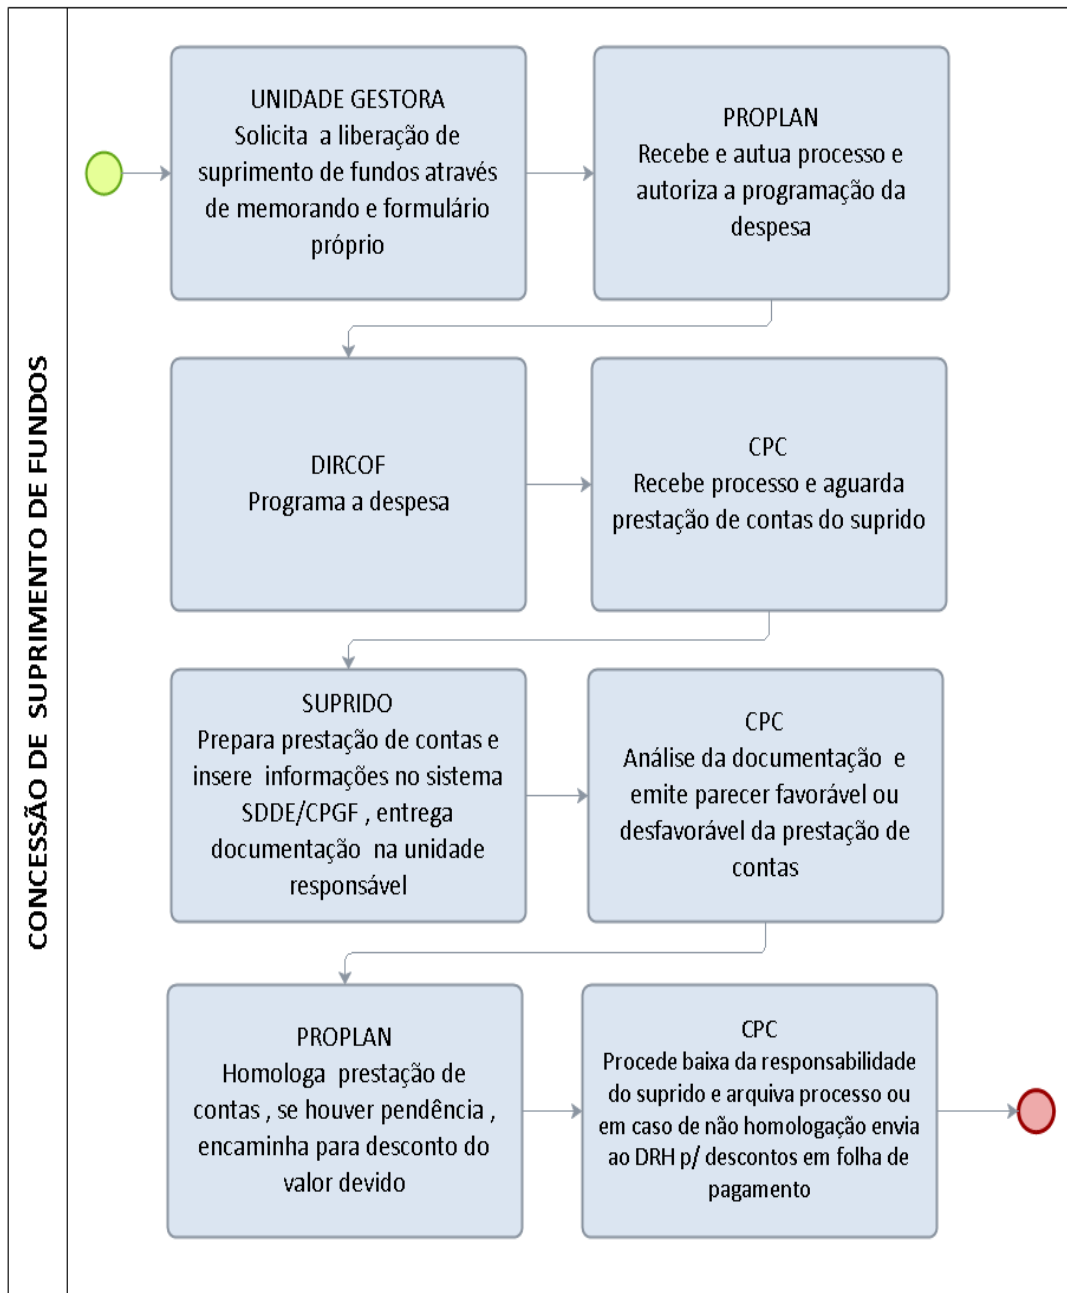 CONCESSÃO DE SUPRIMENTO DE FUNDOS
UNIDADE GESTORA
Solicita a liberação de
suprimento de fundos através
de memorando e formulário
próprio
PROPLAN
Recebe e autua processo e
autoriza a programação da
despesa
DIRCOF
Programa a despesa
CPC
Recebe processo e aguarda
prestação de contas do suprido
SUPRIDO
Prepara prestação de contas e
insere informações no sistema
SDDE/CPGF , entrega
documentação na unidade
responsável
CPC
Análise da documentação e
emite parecer favorável ou
desfavorável da prestação de
contas
PROPLAN
Homologa prestação de
contas , se houver pendência ,
encaminha para desconto do
valor devido
CPC
Procede baixa da responsabilidade
do suprido e arquiva processo ou
em caso de não homologação envia
ao DRH p/ descontos em folha de
pagamento